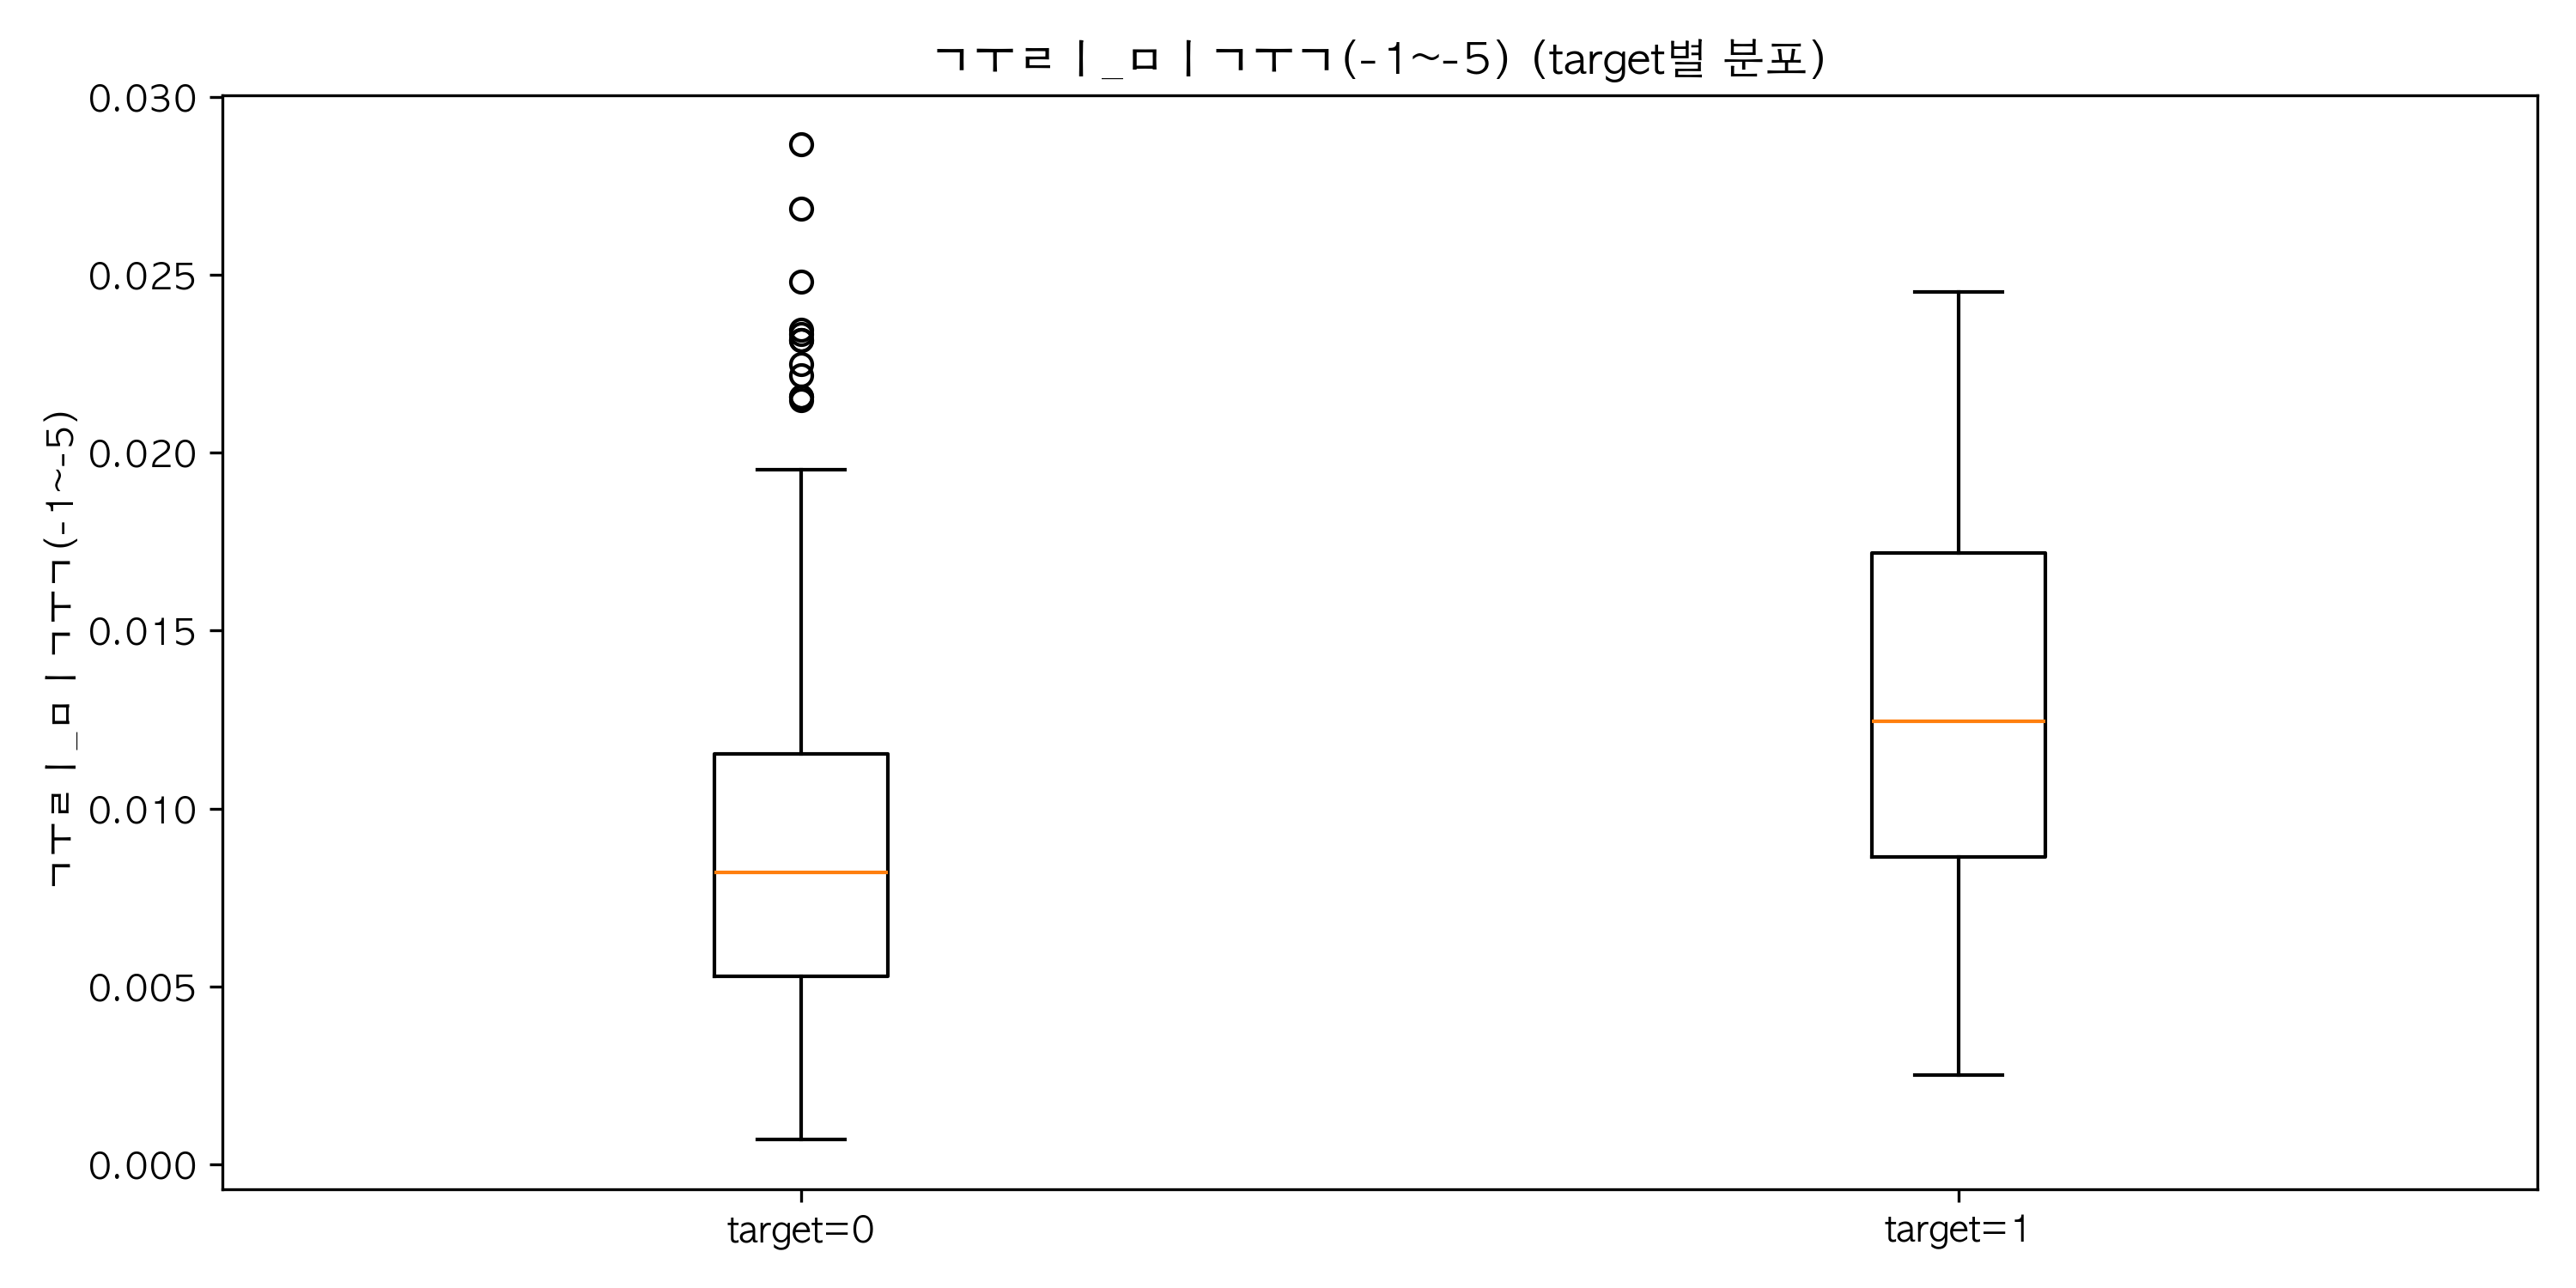 ㄱㅜㄹㅣ_ㅁㅣㄱㅜㄱ(-1~-5) (target별 분포)
0.030
0.025
0.020
0.015
0.010
0.005
0.000
ㄱㅜㄹㅣ_ㅁㅣㄱㅜㄱ(-1~-5)
target=0
target=1